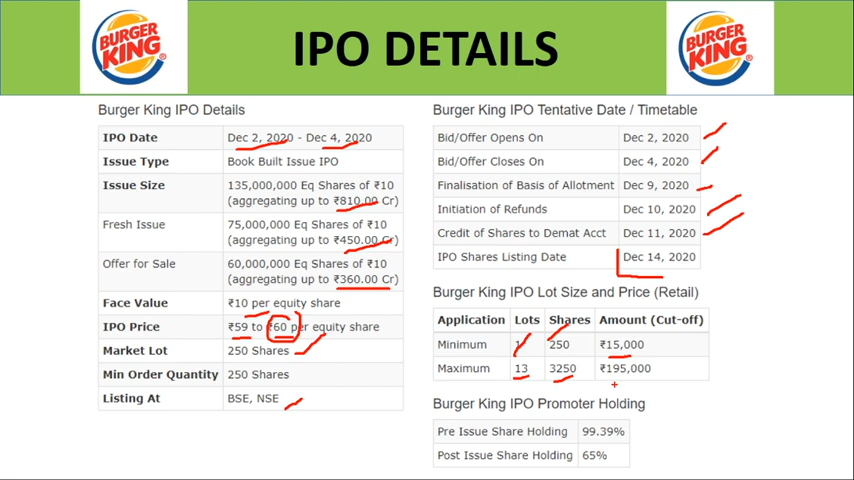 BURGER KING
IPO DETAILS
BURGER KING
Burger King IPO Details
IPO Date Dec 2, 2020 - Dec 4, 2020
Issue Type Book Built Issue IPO
Issue Size 135,000,000 Eq Shares of ₹10
(aggregating up to ₹810.00 Cr)
Fresh Issue 75,000,000 Eq Shares of ₹10
(aggregating up to ₹450.00 Cr)
Offer for Sale 60,000,000 Eq Shares of ₹10
(aggregating up to ₹360.00 Cr)
Face Value ₹10 per equity share
IPO Price ₹59 to ₹60 per equity share
Market Lot 250 Shares
Min Order Quantity 250 Shares
Listing At BSE, NSE
Burger King IPO Tentative Date / Timetable
Bid/Offer Opens On Dec 2, 2020
Bid/Offer Closes On Dec 4, 2020
Finalisation of Basis of Allotment Dec 9, 2020
Initiation of Refunds Dec 10, 2020
Credit of Shares to Demat Acct Dec 11, 2020
IPO Shares Listing Date Dec 14, 2020
Burger King IPO Lot Size and Price (Retail)
Application Lots Shares Amount (Cut-off)
Minimum 1 250 ₹15,000
Maximum 13 3250 ₹195,000
Burger King IPO Promoter Holding
Pre Issue Share Holding 99.39%
Post Issue Share Holding 65%